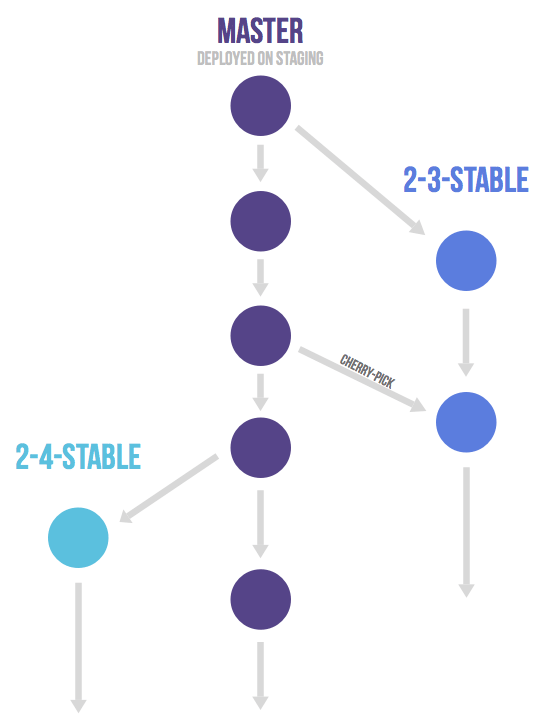 MASTER
DEPLOYED ON STAGING
2-3-STABLE
CHERRY-PICK
2-4-STABLE